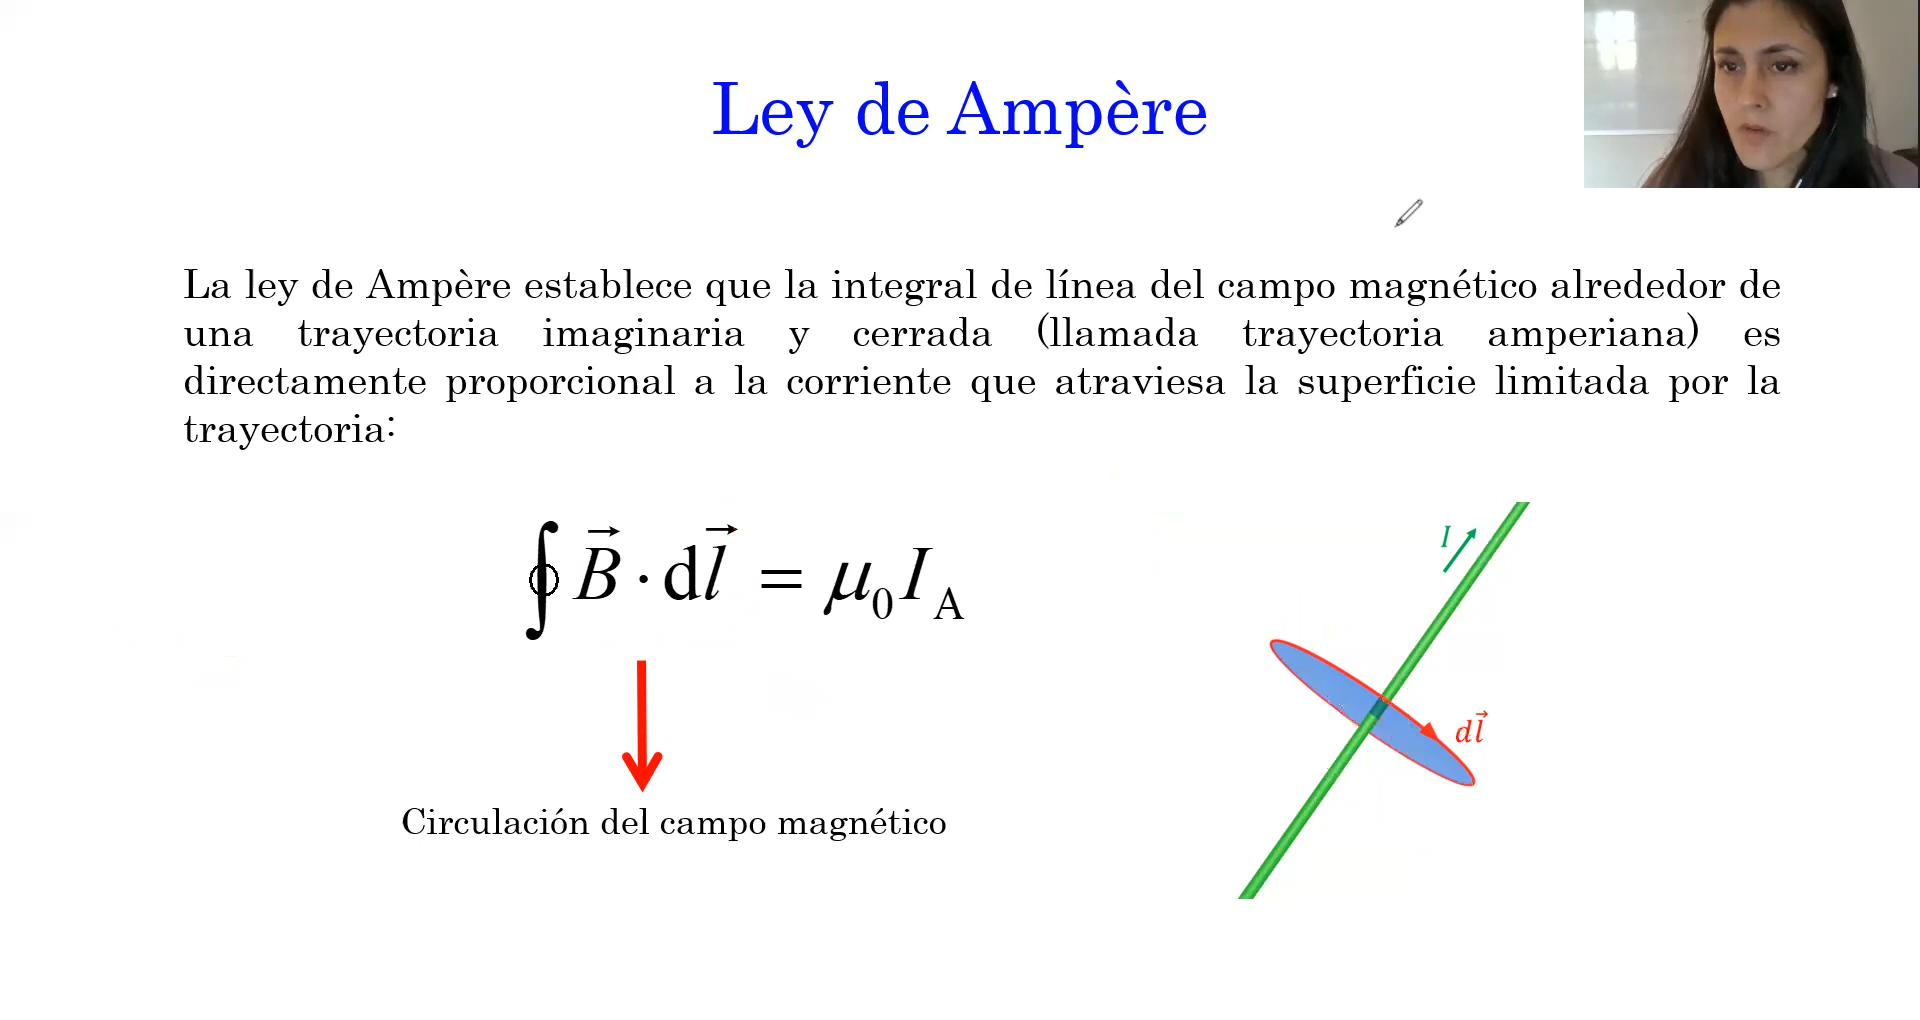 Ley de Ampère
La ley de Ampère establece que la integral de línea del campo magnético alrededor de
una trayectoria imaginaria y cerrada (llamada trayectoria amperiana) es
directamente proporcional a la corriente que atraviesa la superficie limitada por la
trayectoria:
∮ B⃗ · dl⃗ = μ₀ I_A
Circulación del campo magnético
I
dl⃗